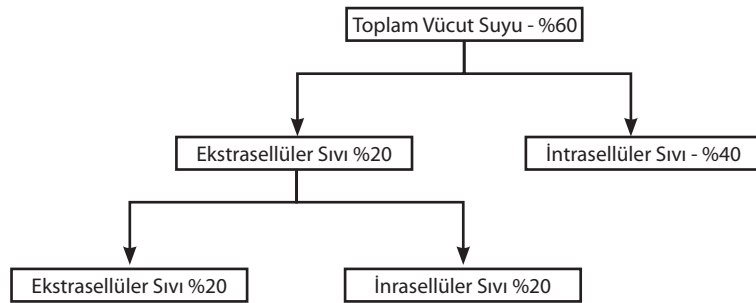 Toplam Vücut Suyu - %60
Ekstrasellüler Sıvı %20
İntrasellüler Sıvı - %40
Ekstrasellüler Sıvı %20
İnrasellüler Sıvı %20